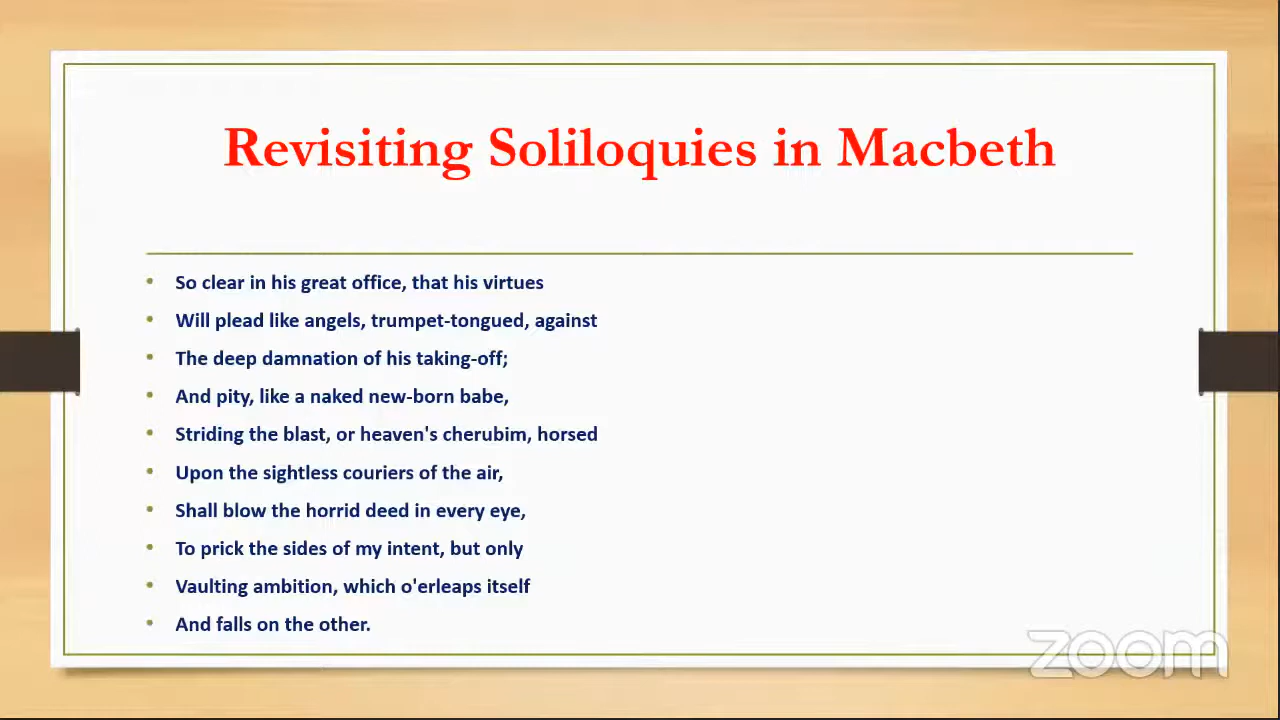 Revisiting Soliloquies in Macbeth
• So clear in his great office, that his virtues
• Will plead like angels, trumpet-tongued, against
• The deep damnation of his taking-off;
• And pity, like a naked new-born babe,
• Striding the blast, or heaven's cherubim, horsed
• Upon the sightless couriers of the air,
• Shall blow the horrid deed in every eye,
• To prick the sides of my intent, but only
• Vaulting ambition, which o'erleaps itself
• And falls on the other.
zoom